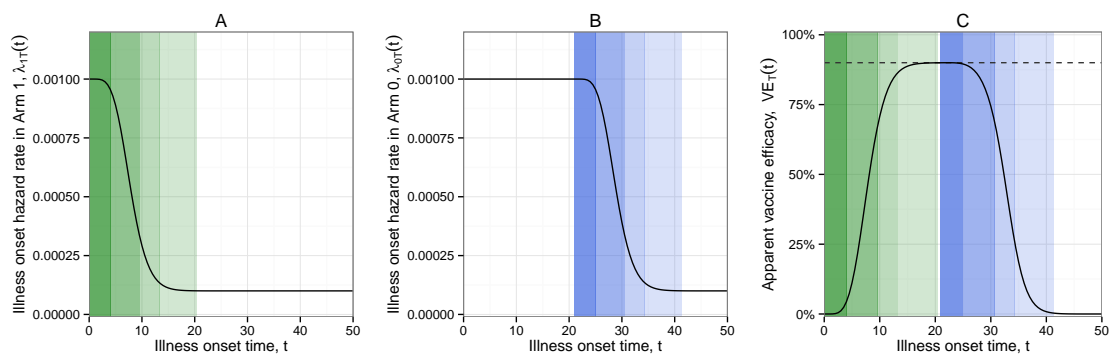 A
Illness onset hazard rate in Arm 1, λ1T(t)
0.00100
0.00075
0.00050
0.00025
0.00000
0 10 20 30 40 50
Illness onset time, t
B
Illness onset hazard rate in Arm 0, λ0T(t)
0.00100
0.00075
0.00050
0.00025
0.00000
0 10 20 30 40 50
Illness onset time, t
C
Apparent vaccine efficacy, VET(t)
100%
75%
50%
25%
0%
0 10 20 30 40 50
Illness onset time, t